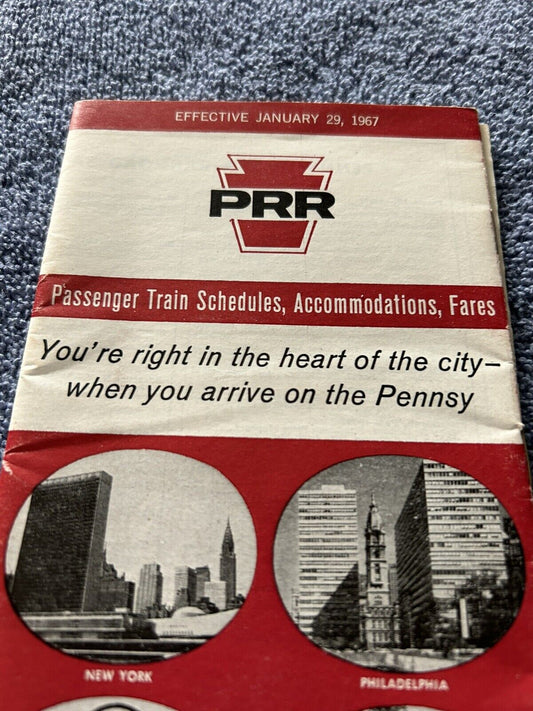 EFFECTIVE JANUARY 29, 1967
PRR
Passenger Train Schedules, Accommodations, Fares
You're right in the heart of the city–
when you arrive on the Pennsy
NEW YORK
PHILADELPHIA